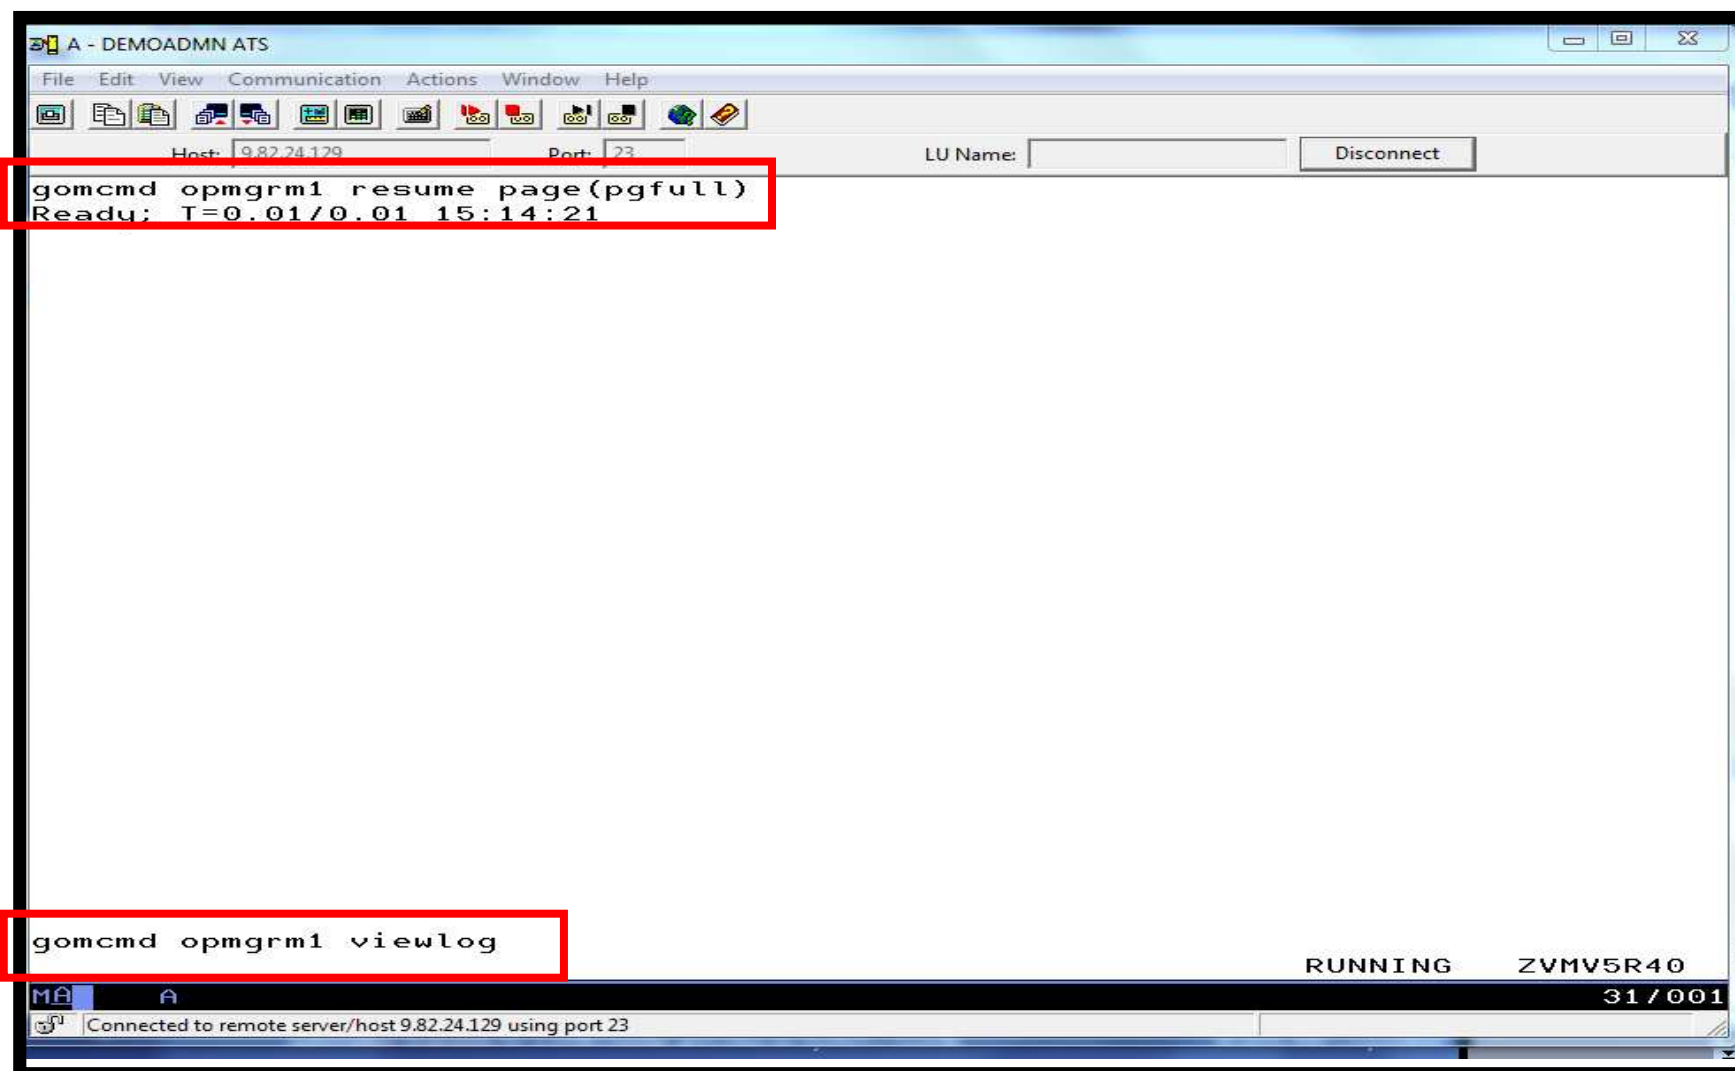 A - DEMOADMN ATS
File Edit View Communication Actions Window Help
Host: 9.82.24.129 Port: 23 LU Name: Disconnect
gomcmd opmgrm1 resume page(pgfull)
Ready; T=0.01/0.01 15:14:21
gomcmd opmgrm1 viewlog
RUNNING ZVMV5R40
MA A 31/001
Connected to remote server/host 9.82.24.129 using port 23